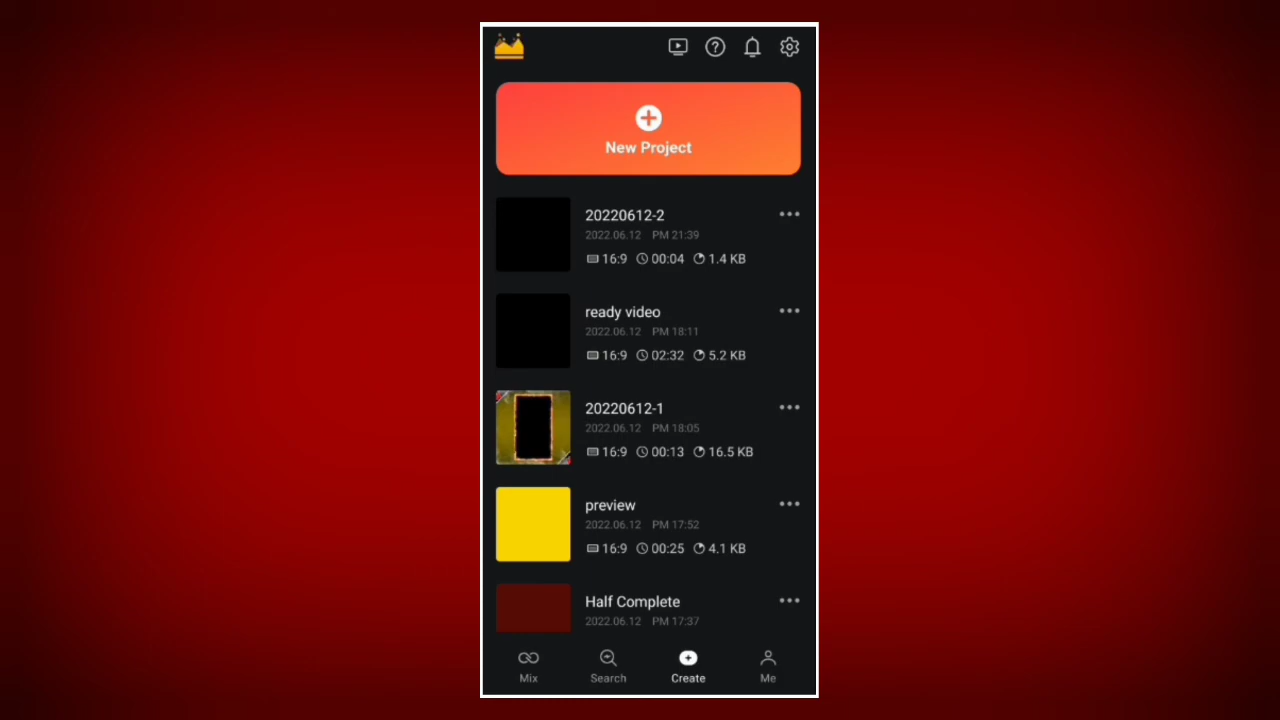 New Project
20220612-2
2022.06.12 PM 21:39
16:9 00:04 1.4 KB
ready video
2022.06.12 PM 18:11
16:9 02:32 5.2 KB
20220612-1
2022.06.12 PM 18:05
16:9 00:13 16.5 KB
preview
2022.06.12 PM 17:52
16:9 00:25 4.1 KB
Half Complete
2022.06.12 PM 17:37
Mix Search Create Me